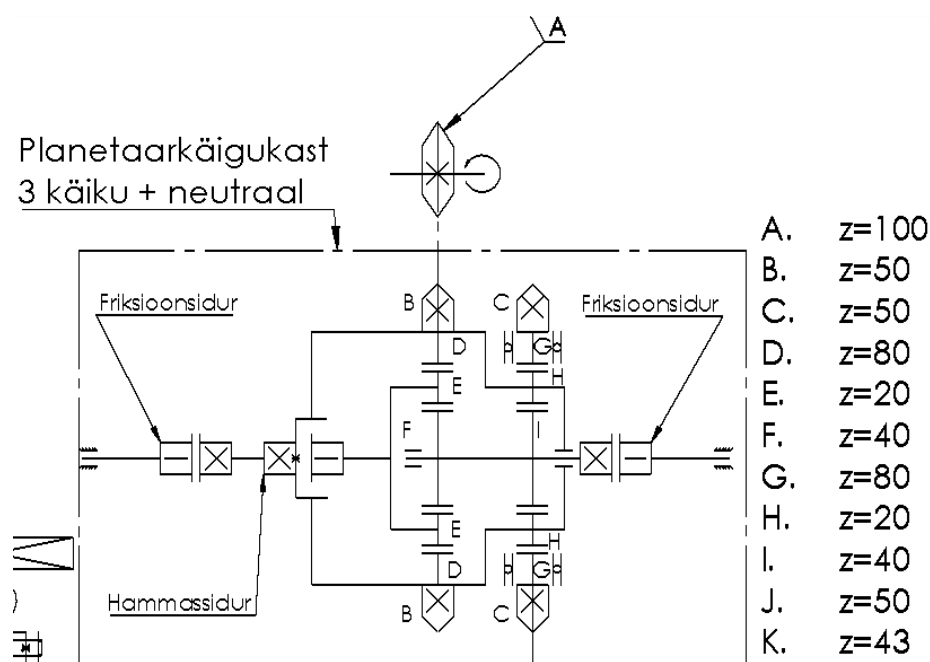 A
Planetaarkäigukast
3 käiku + neutraal
Friksioonsidur
B
C
Friksioonsidur
D
G
E
H
F
I
E
H
D
G
B
C
Hammassidur
)
A. z=100
B. z=50
C. z=50
D. z=80
E. z=20
F. z=40
G. z=80
H. z=20
I. z=40
J. z=50
K. z=43